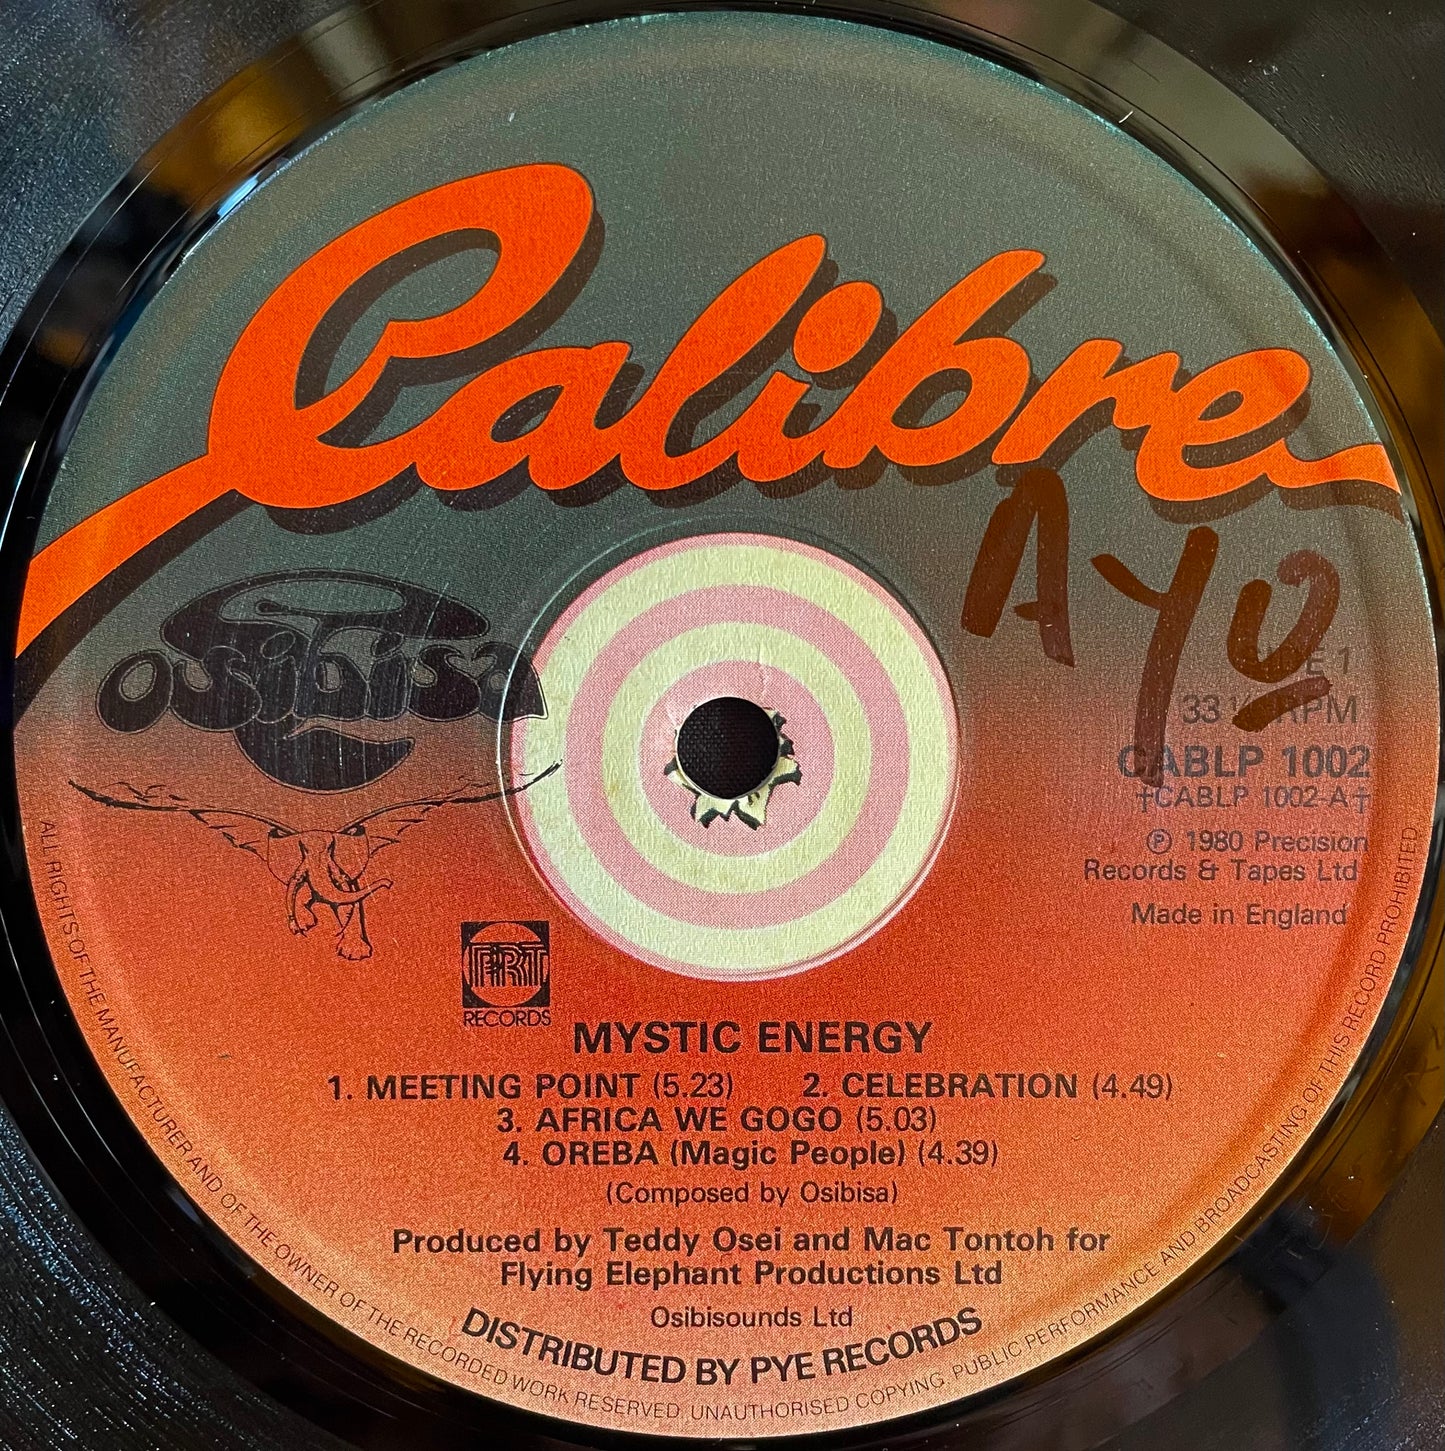 Calibre
AYO
Osibisa
SIDE 1
33 1/3 RPM
CABLP 1002
†CABLP 1002-A†
℗ 1980 Precision
Records & Tapes Ltd
Made in England
PRT
RECORDS
MYSTIC ENERGY
1. MEETING POINT (5.23) 2. CELEBRATION (4.49)
3. AFRICA WE GOGO (5.03)
4. OREBA (Magic People) (4.39)
(Composed by Osibisa)
Produced by Teddy Osei and Mac Tontoh for
Flying Elephant Productions Ltd
Osibisounds Ltd
DISTRIBUTED BY PYE RECORDS
ALL RIGHTS OF THE MANUFACTURER AND OF THE OWNER OF THE RECORDED WORK RESERVED. UNAUTHORISED COPYING, PUBLIC PERFORMANCE AND BROADCASTING OF THIS RECORD PROHIBITED